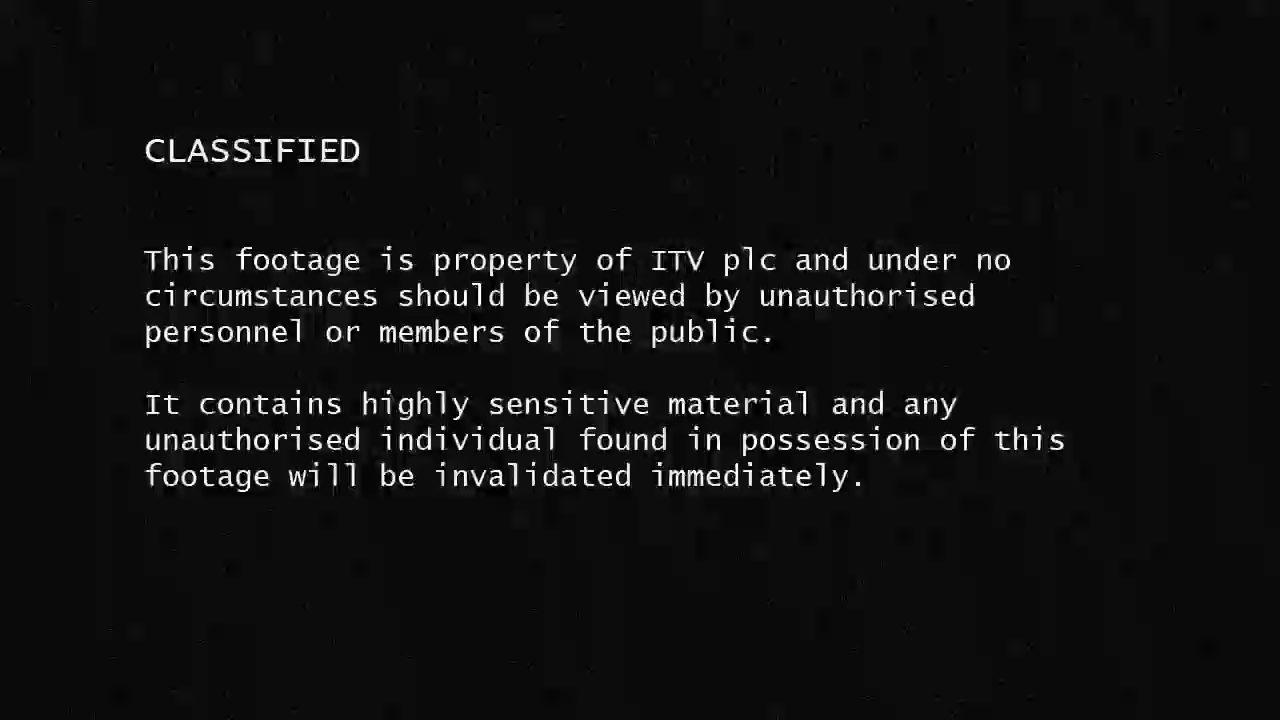 CLASSIFIED
This footage is property of ITV plc and under no
circumstances should be viewed by unauthorised
personnel or members of the public.
It contains highly sensitive material and any
unauthorised individual found in possession of this
footage will be invalidated immediately.